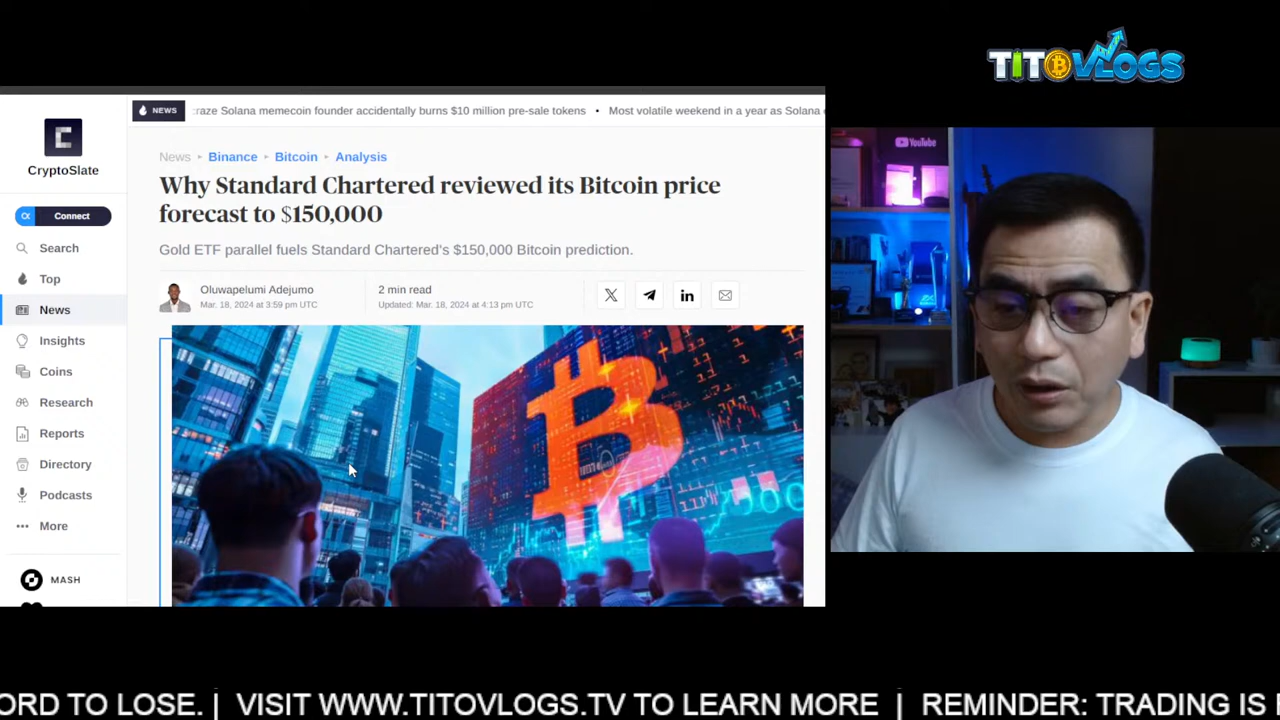 TITOVLOGS
NEWS
raze Solana memecoin founder accidentally burns $10 million pre-sale tokens • Most volatile weekend in a year as Solana
YouTube
CryptoSlate
Connect
Search
Top
News
Insights
Coins
Research
Reports
Directory
Podcasts
More
MASH
News ▸ Binance ▸ Bitcoin ▸ Analysis
Why Standard Chartered reviewed its Bitcoin price
forecast to $150,000
Gold ETF parallel fuels Standard Chartered's $150,000 Bitcoin prediction.
Oluwapelumi Adejumo
Mar. 18, 2024 at 3:59 pm UTC
2 min read
Updated: Mar. 18, 2024 at 4:13 pm UTC
ORD TO LOSE. | VISIT WWW.TITOVLOGS.TV TO LEARN MORE | REMINDER: TRADING IS